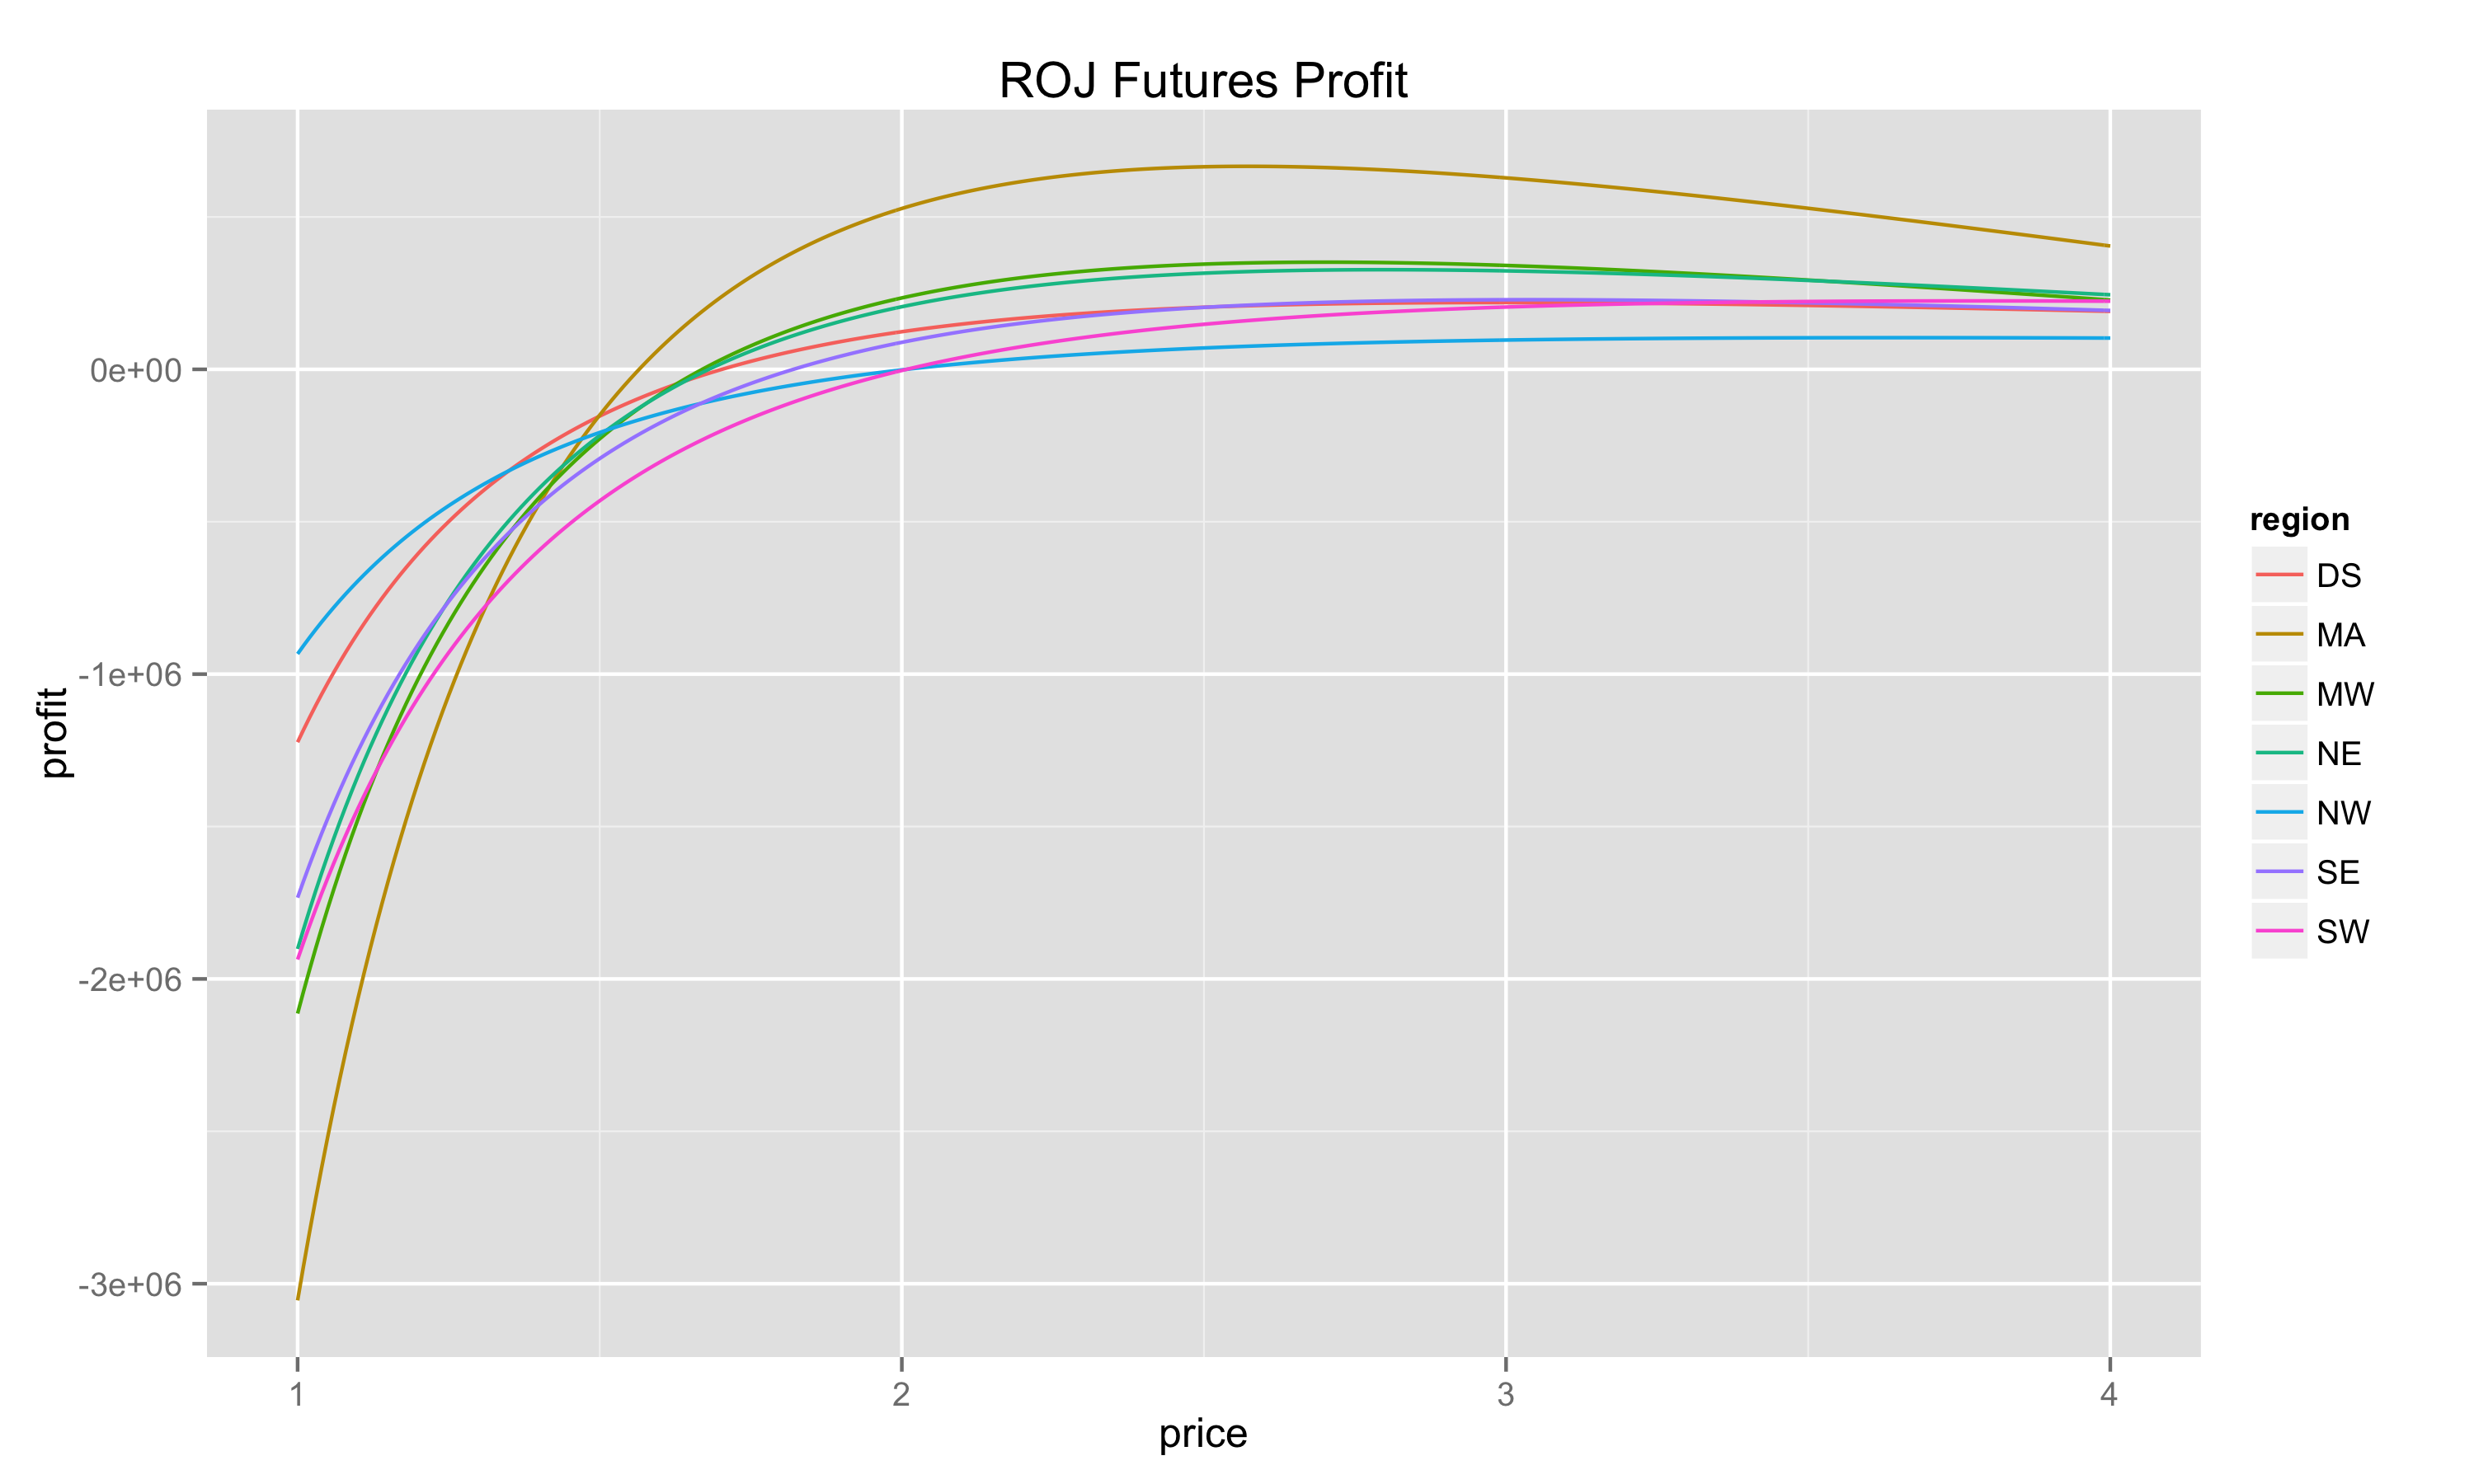 ROJ Futures Profit
0e+00
-1e+06
-2e+06
-3e+06
profit
1 2 3 4
price
region
DS
MA
MW
NE
NW
SE
SW